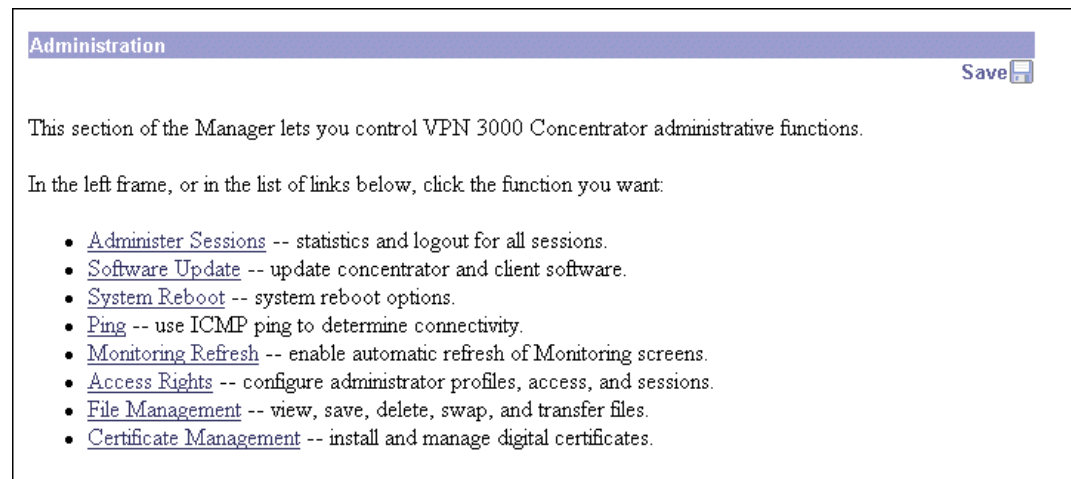 Administration
Save
This section of the Manager lets you control VPN 3000 Concentrator administrative functions.
In the left frame, or in the list of links below, click the function you want:
• Administer Sessions -- statistics and logout for all sessions.
• Software Update -- update concentrator and client software.
• System Reboot -- system reboot options.
• Ping -- use ICMP ping to determine connectivity.
• Monitoring Refresh -- enable automatic refresh of Monitoring screens.
• Access Rights -- configure administrator profiles, access, and sessions.
• File Management -- view, save, delete, swap, and transfer files.
• Certificate Management -- install and manage digital certificates.